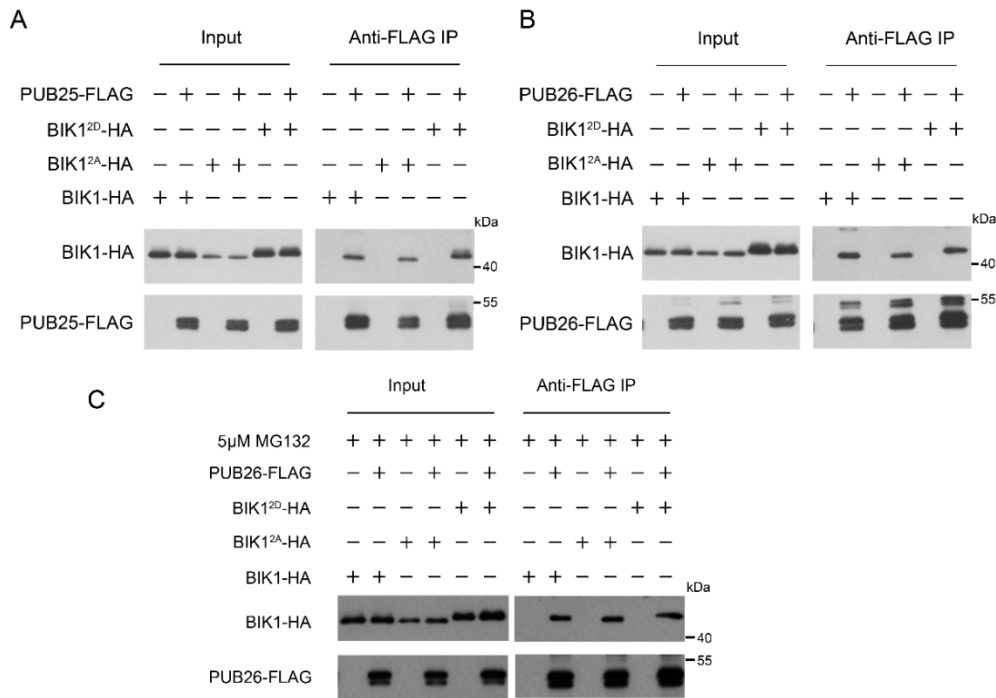 A
Input Anti-FLAG IP
PUB25-FLAG − + − + − + − + − + − +
BIK1²ᴰ-HA − − − − + + − − − − + +
BIK1²ᴬ-HA − − + + − − − − + + − −
BIK1-HA + + − − − − + + − − − −
kDa
BIK1-HA
40
55
PUB25-FLAG
B
Input Anti-FLAG IP
PUB26-FLAG − + − + − + − + − + − +
BIK1²ᴰ-HA − − − − + + − − − − + +
BIK1²ᴬ-HA − − + + − − − − + + − −
BIK1-HA + + − − − − + + − − − −
kDa
BIK1-HA
40
55
PUB26-FLAG
C
Input Anti-FLAG IP
5µM MG132 + + + + + + + + + + + +
PUB26-FLAG − + − + − + − + − + − +
BIK1²ᴰ-HA − − − − + + − − − − + +
BIK1²ᴬ-HA − − + + − − − − + + − −
BIK1-HA + + − − − − + + − − − −
kDa
BIK1-HA
40
55
PUB26-FLAG